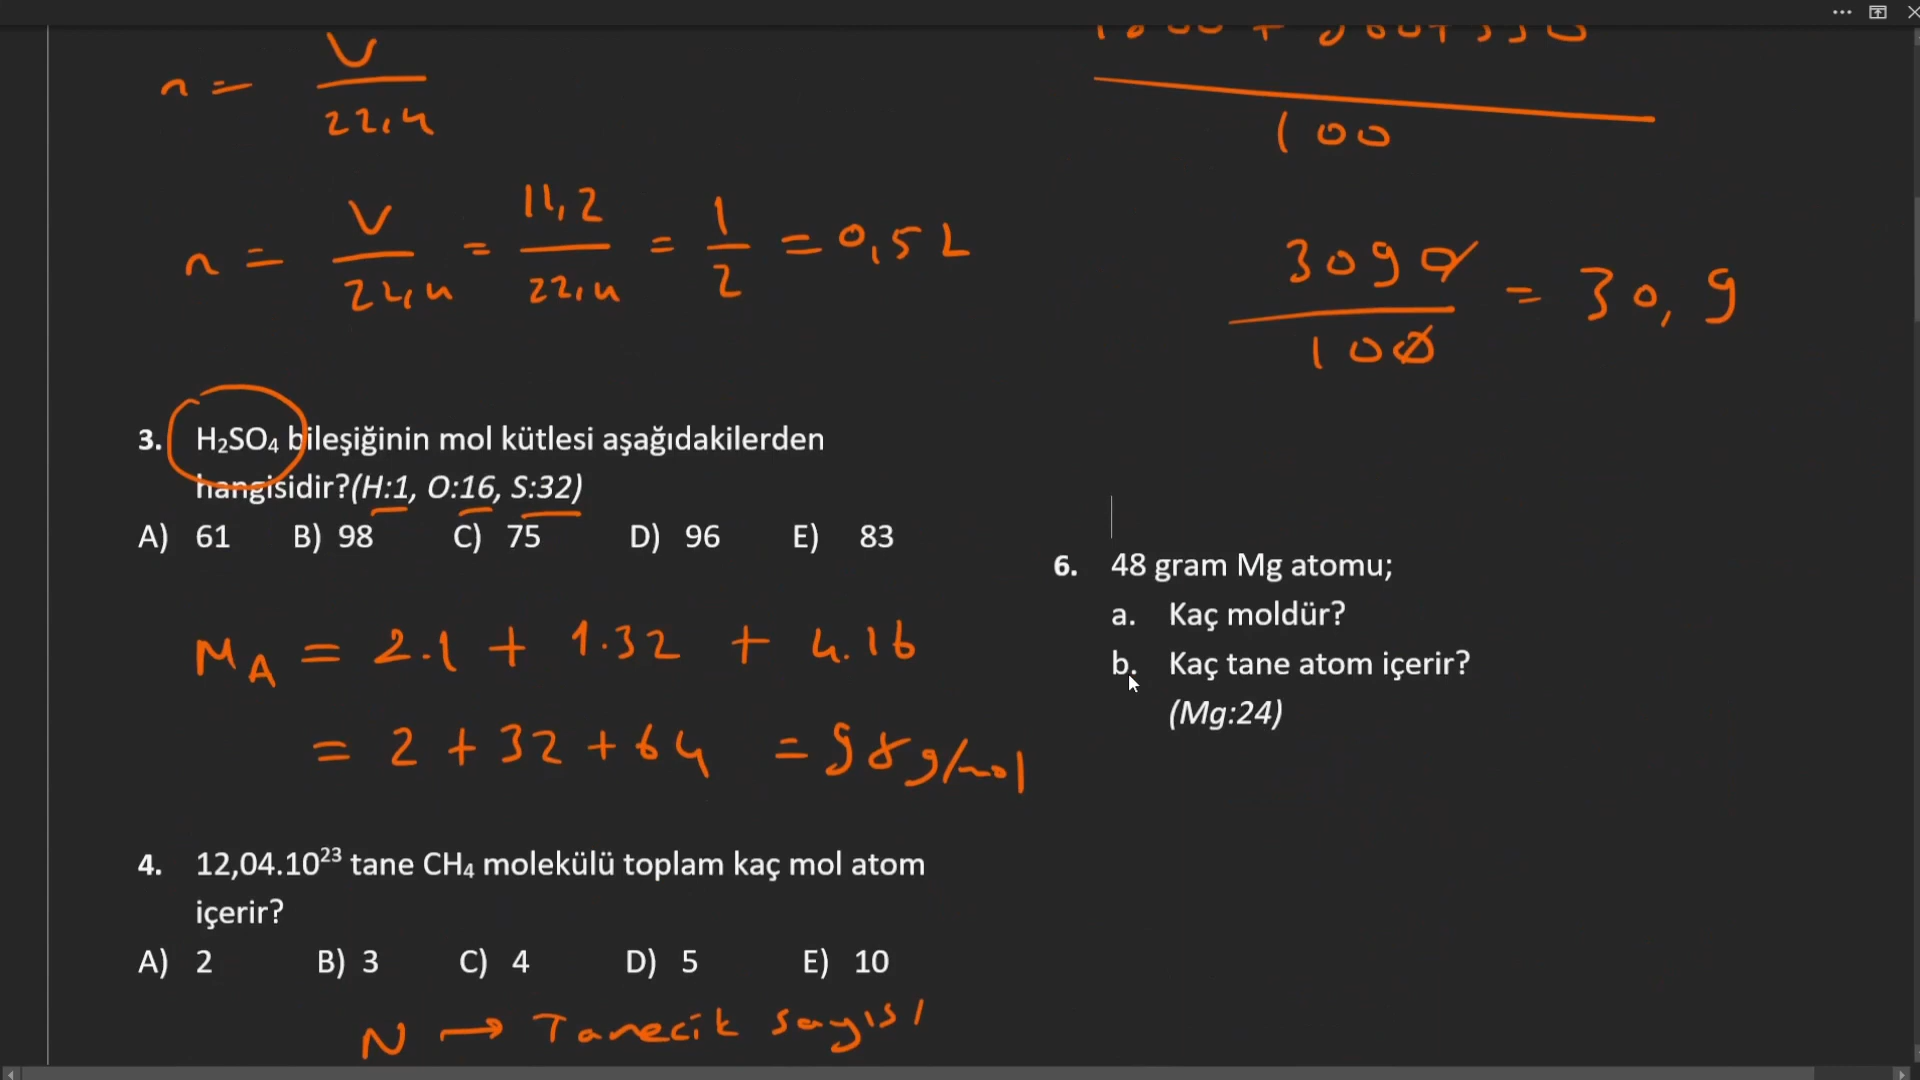 n = V / 22,4
n = V / 22,4 = 11,2 / 22,4 = 1 / 2 = 0,5 L
3. H₂SO₄ bileşiğinin mol kütlesi aşağıdakilerden
hangisidir?(H:1, O:16, S:32)
A) 61 B) 98 C) 75 D) 96 E) 83
MA = 2.1 + 1.32 + 4.16
= 2 + 32 + 64 = 98 g/mol
4. 12,04.10²³ tane CH₄ molekülü toplam kaç mol atom
içerir?
A) 2 B) 3 C) 4 D) 5 E) 10
N → Tanecik sayısı
100
3090 / 100 = 30,9
6. 48 gram Mg atomu;
a. Kaç moldür?
b. Kaç tane atom içerir?
(Mg:24)